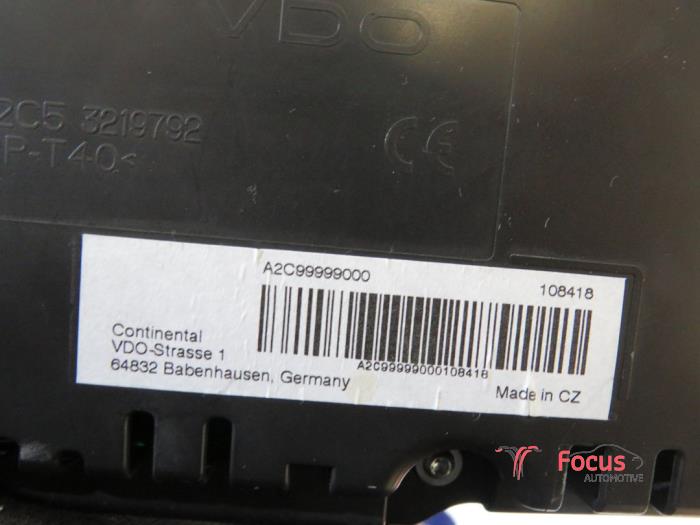 VDO
2C5 3219792
P-T40<
CE
A2C99999000
108418
Continental
VDO-Strasse 1
64832 Babenhausen, Germany
A2C99999000108418
Made in CZ
Focus
AUTOMOTIVE